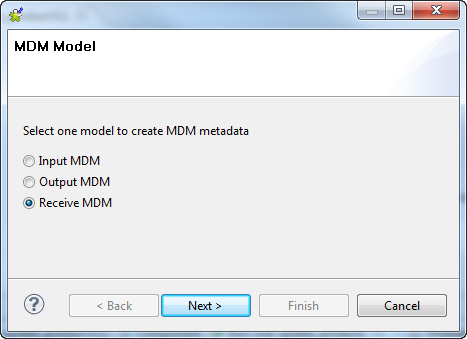 MDM Model
Select one model to create MDM metadata
Input MDM
Output MDM
Receive MDM
?
< Back
Next >
Finish
Cancel